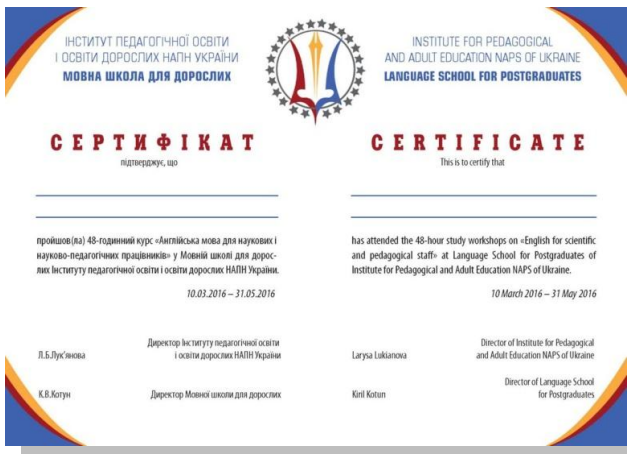 ІНСТИТУТ ПЕДАГОГІЧНОЇ ОСВІТИ
І ОСВІТИ ДОРОСЛИХ НАПН УКРАЇНИ
МОВНА ШКОЛА ДЛЯ ДОРОСЛИХ
СЕРТИФІКАТ
підтверджує, що
пройшов(ла) 48-годинний курс «Англійська мова для наукових і
науково-педагогічних працівників» у Мовній школі для дорос-
лих Інституту педагогічної освіти і освіти дорослих НАПН України.
10.03.2016 – 31.05.2016
Директор Інституту педагогічної освіти
Л.Б.Лук'янова і освіти дорослих НАПН України
К.В.Котун Директор Мовної школи для дорослих
INSTITUTE FOR PEDAGOGICAL
AND ADULT EDUCATION NAPS OF UKRAINE
LANGUAGE SCHOOL FOR POSTGRADUATES
CERTIFICATE
This is to certify that
has attended the 48-hour study workshops on «English for scientific
and pedagogical staff» at Language School for Postgraduates of
Institute for Pedagogical and Adult Education NAPS of Ukraine.
10 March 2016 – 31 May 2016
Director of Institute for Pedagogical
Larysa Lukianova and Adult Education NAPS of Ukraine
Director of Language School
Kiril Kotun for Postgraduates